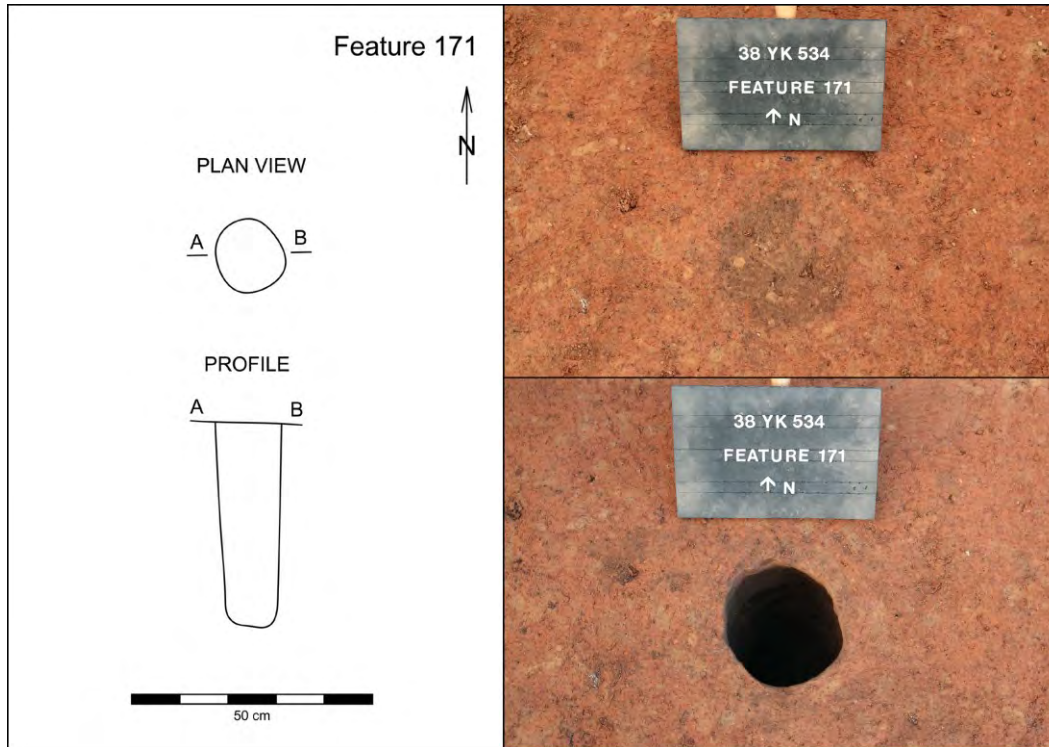 Feature 171
N
PLAN VIEW
A B
PROFILE
A B
50 cm
38 YK 534
FEATURE 171
↑ N
38 YK 534
FEATURE 171
↑ N